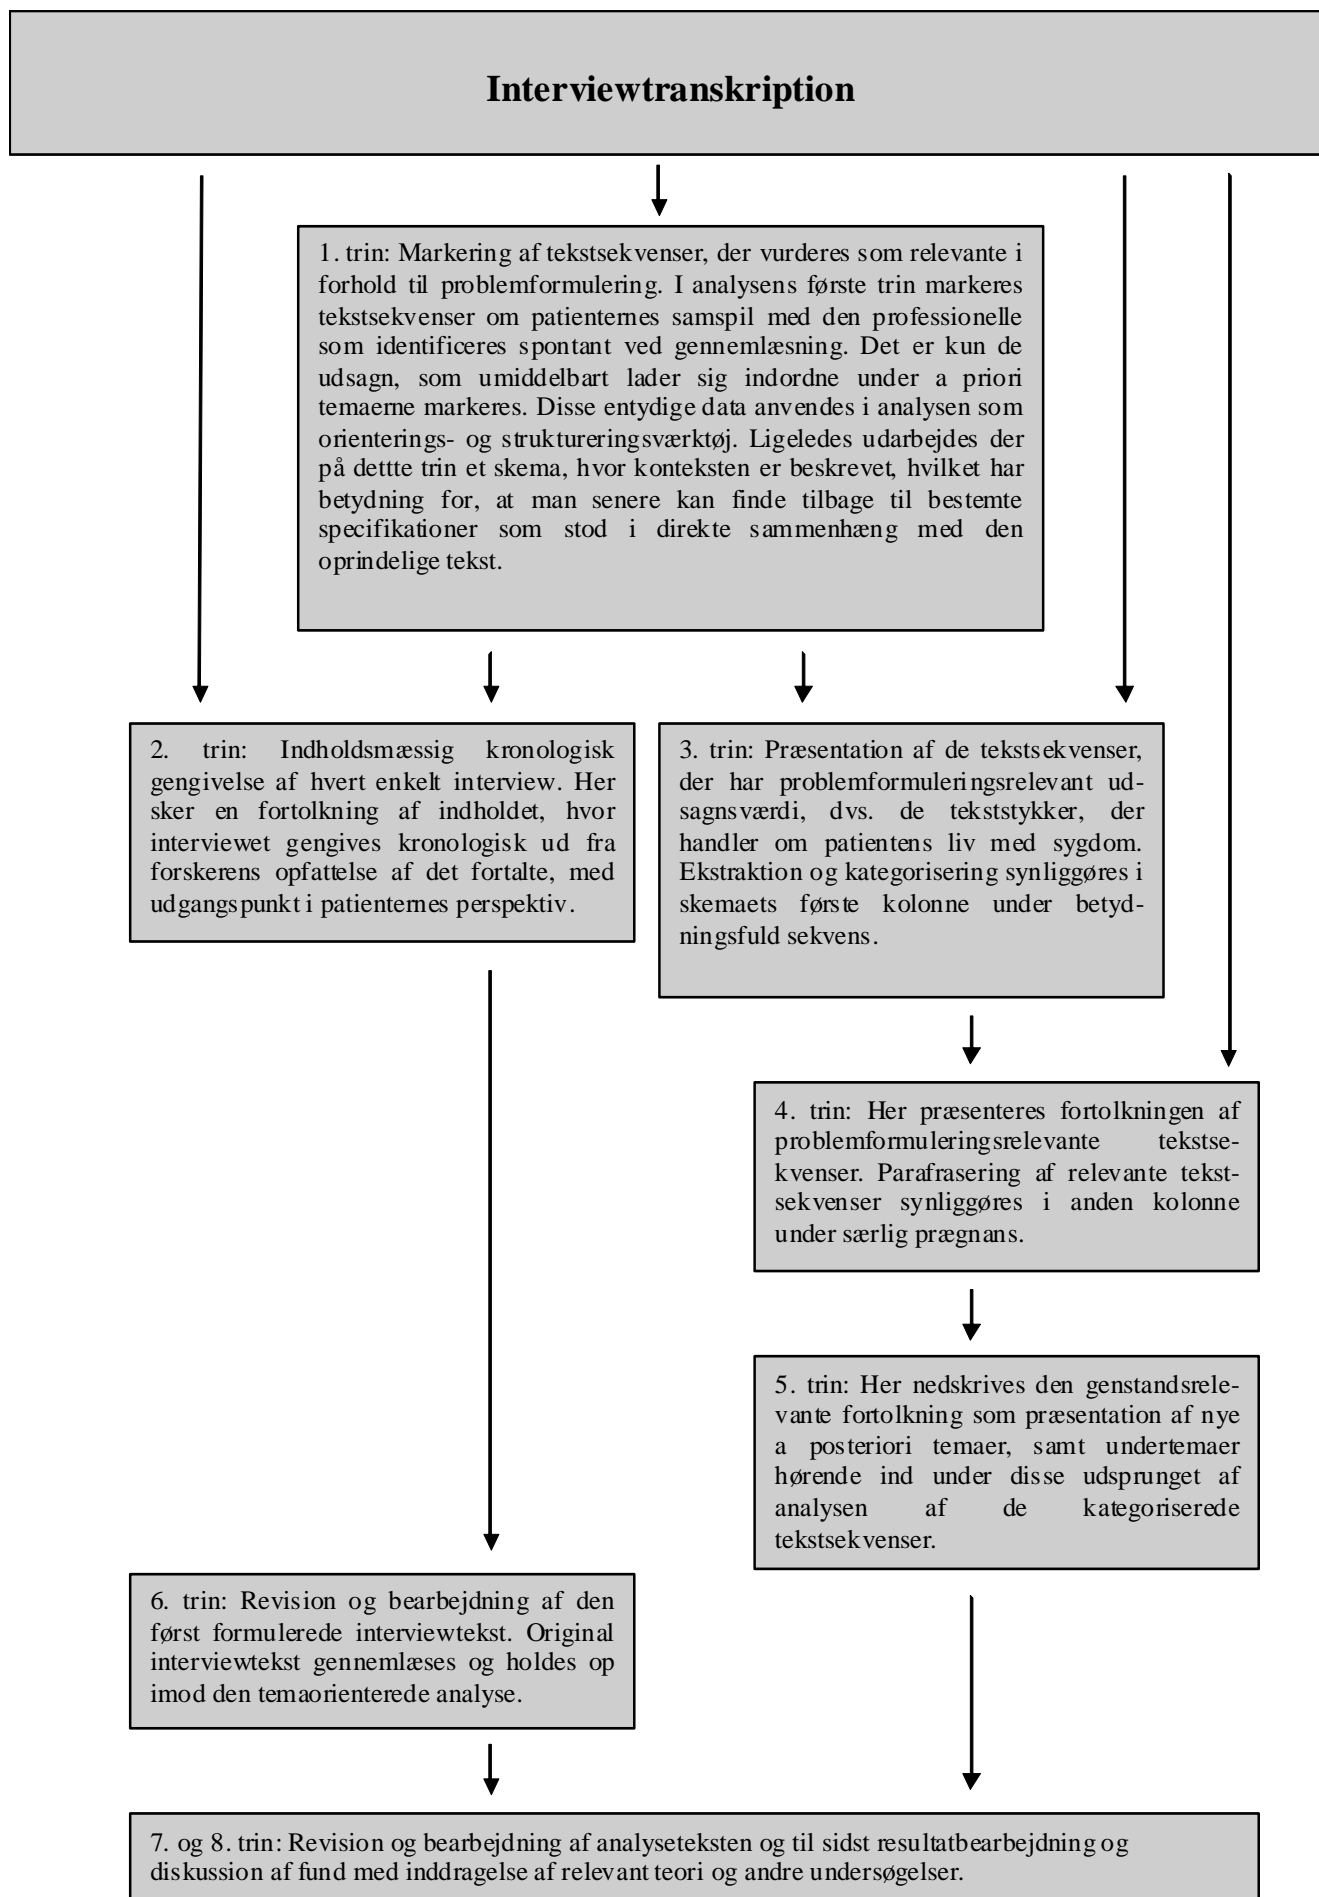 Interviewtranskription
1. trin: Markering af tekstsekvenser, der vurderes som relevante i
forhold til problemformulering. I analysens første trin markeres
tekstsekvenser om patienternes samspil med den professionelle
som identificeres spontant ved gennemlæsning. Det er kun de
udsagn, som umiddelbart lader sig indordne under a priori
temaerne markeres. Disse entydige data anvendes i analysen som
orienterings- og struktureringsværktøj. Ligeledes udarbejdes der
på dettte trin et skema, hvor konteksten er beskrevet, hvilket har
betydning for, at man senere kan finde tilbage til bestemte
specifikationer som stod i direkte sammenhæng med den
oprindelige tekst.
2. trin: Indholdsmæssig kronologisk
gengivelse af hvert enkelt interview. Her
sker en fortolkning af indholdet, hvor
interviewet gengives kronologisk ud fra
forskerens opfattelse af det fortalte, med
udgangspunkt i patienternes perspektiv.
3. trin: Præsentation af de tekstsekvenser,
der har problemformuleringsrelevant ud-
sagnsværdi, dvs. de tekststykker, der
handler om patientens liv med sygdom.
Ekstraktion og kategorisering synliggøres i
skemaets første kolonne under betyd-
ningsfuld sekvens.
4. trin: Her præsenteres fortolkningen af
problemformuleringsrelevante tekstse-
kvenser. Parafrasering af relevante tekst-
sekvenser synliggøres i anden kolonne
under særlig prægnans.
5. trin: Her nedskrives den genstandsrele-
vante fortolkning som præsentation af nye
a posteriori temaer, samt undertemaer
hørende ind under disse udsprunget af
analysen af de kategoriserede
tekstsekvenser.
6. trin: Revision og bearbejdning af den
først formulerede interviewtekst. Original
interviewtekst gennemlæses og holdes op
imod den temaorienterede analyse.
7. og 8. trin: Revision og bearbejdning af analyseteksten og til sidst resultatbearbejdning og
diskussion af fund med inddragelse af relevant teori og andre undersøgelser.